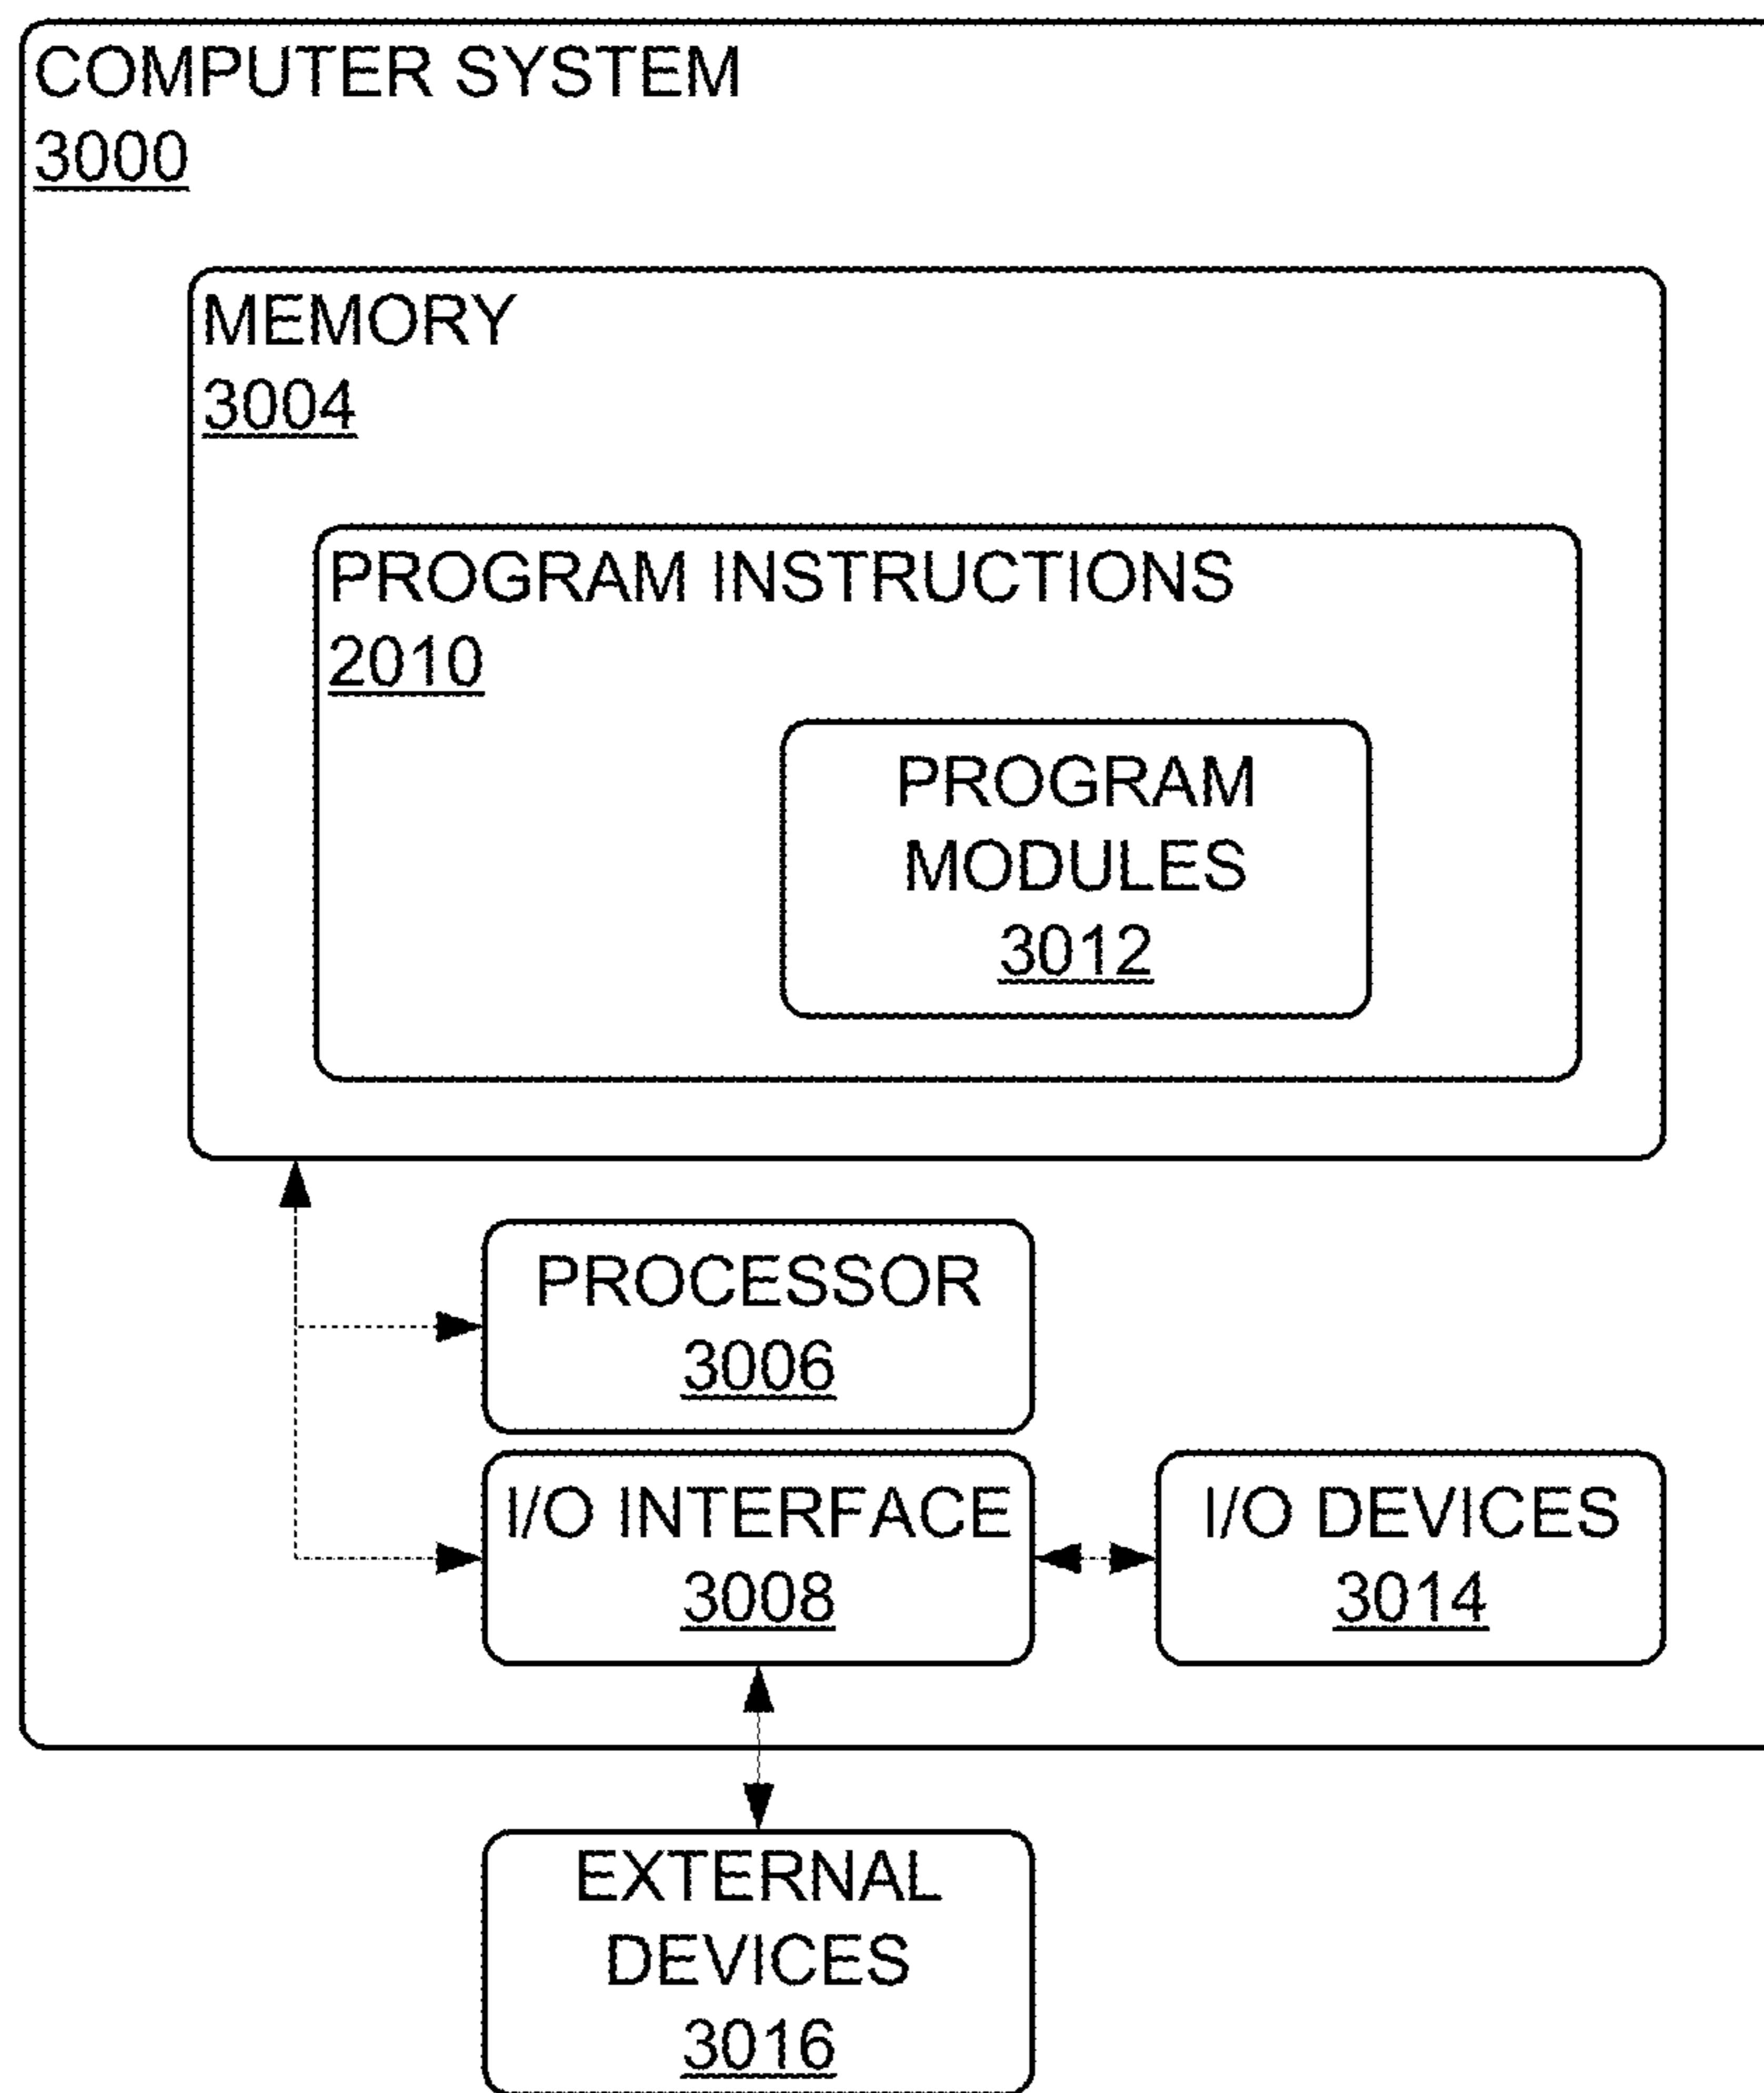 COMPUTER SYSTEM
3000
MEMORY
3004
PROGRAM INSTRUCTIONS
2010
PROGRAM
MODULES
3012
PROCESSOR
3006
I/O INTERFACE
3008
I/O DEVICES
3014
EXTERNAL
DEVICES
3016